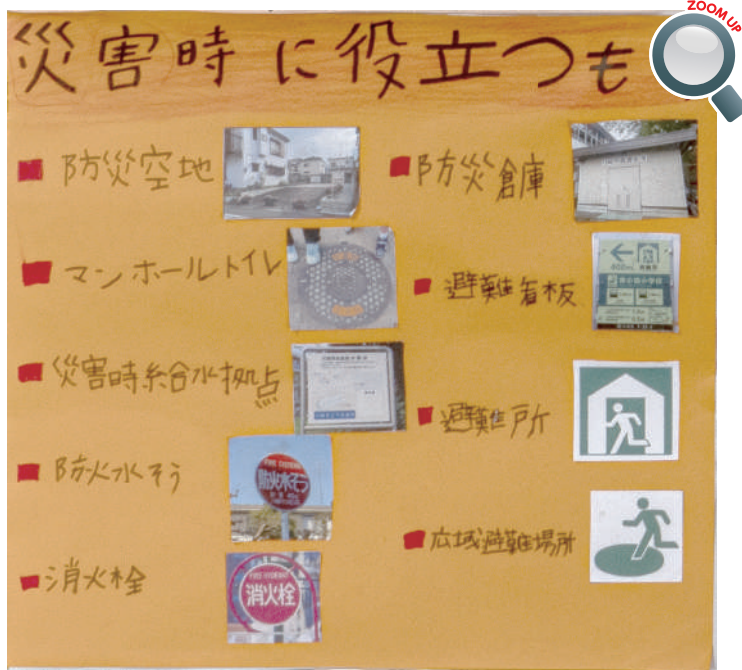 ZOOM UP
災害時に役立つも
防災空地
マンホールトイレ
災害時給水拠点
防火水そう
防火水そう
消火栓
消火栓
防災倉庫
避難看板
避難所
広域避難場所